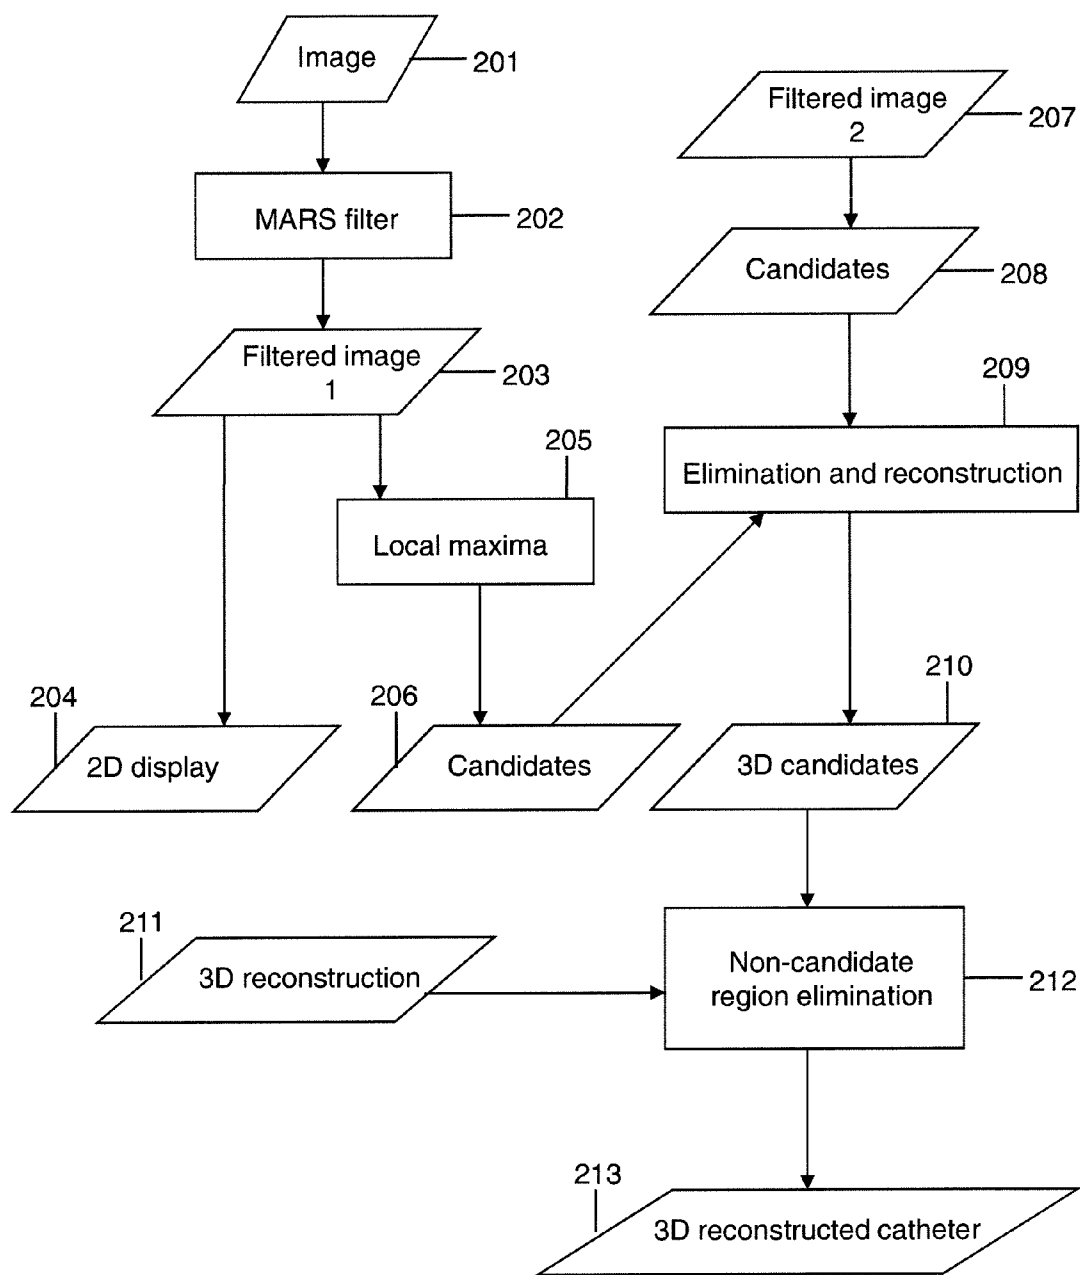 Image
201
Filtered image
2
207
MARS filter
202
Candidates
208
Filtered image
1
203
209
Elimination and reconstruction
205
Local maxima
204
2D display
206
Candidates
210
3D candidates
211
3D reconstruction
Non-candidate
region elimination
212
213
3D reconstructed catheter